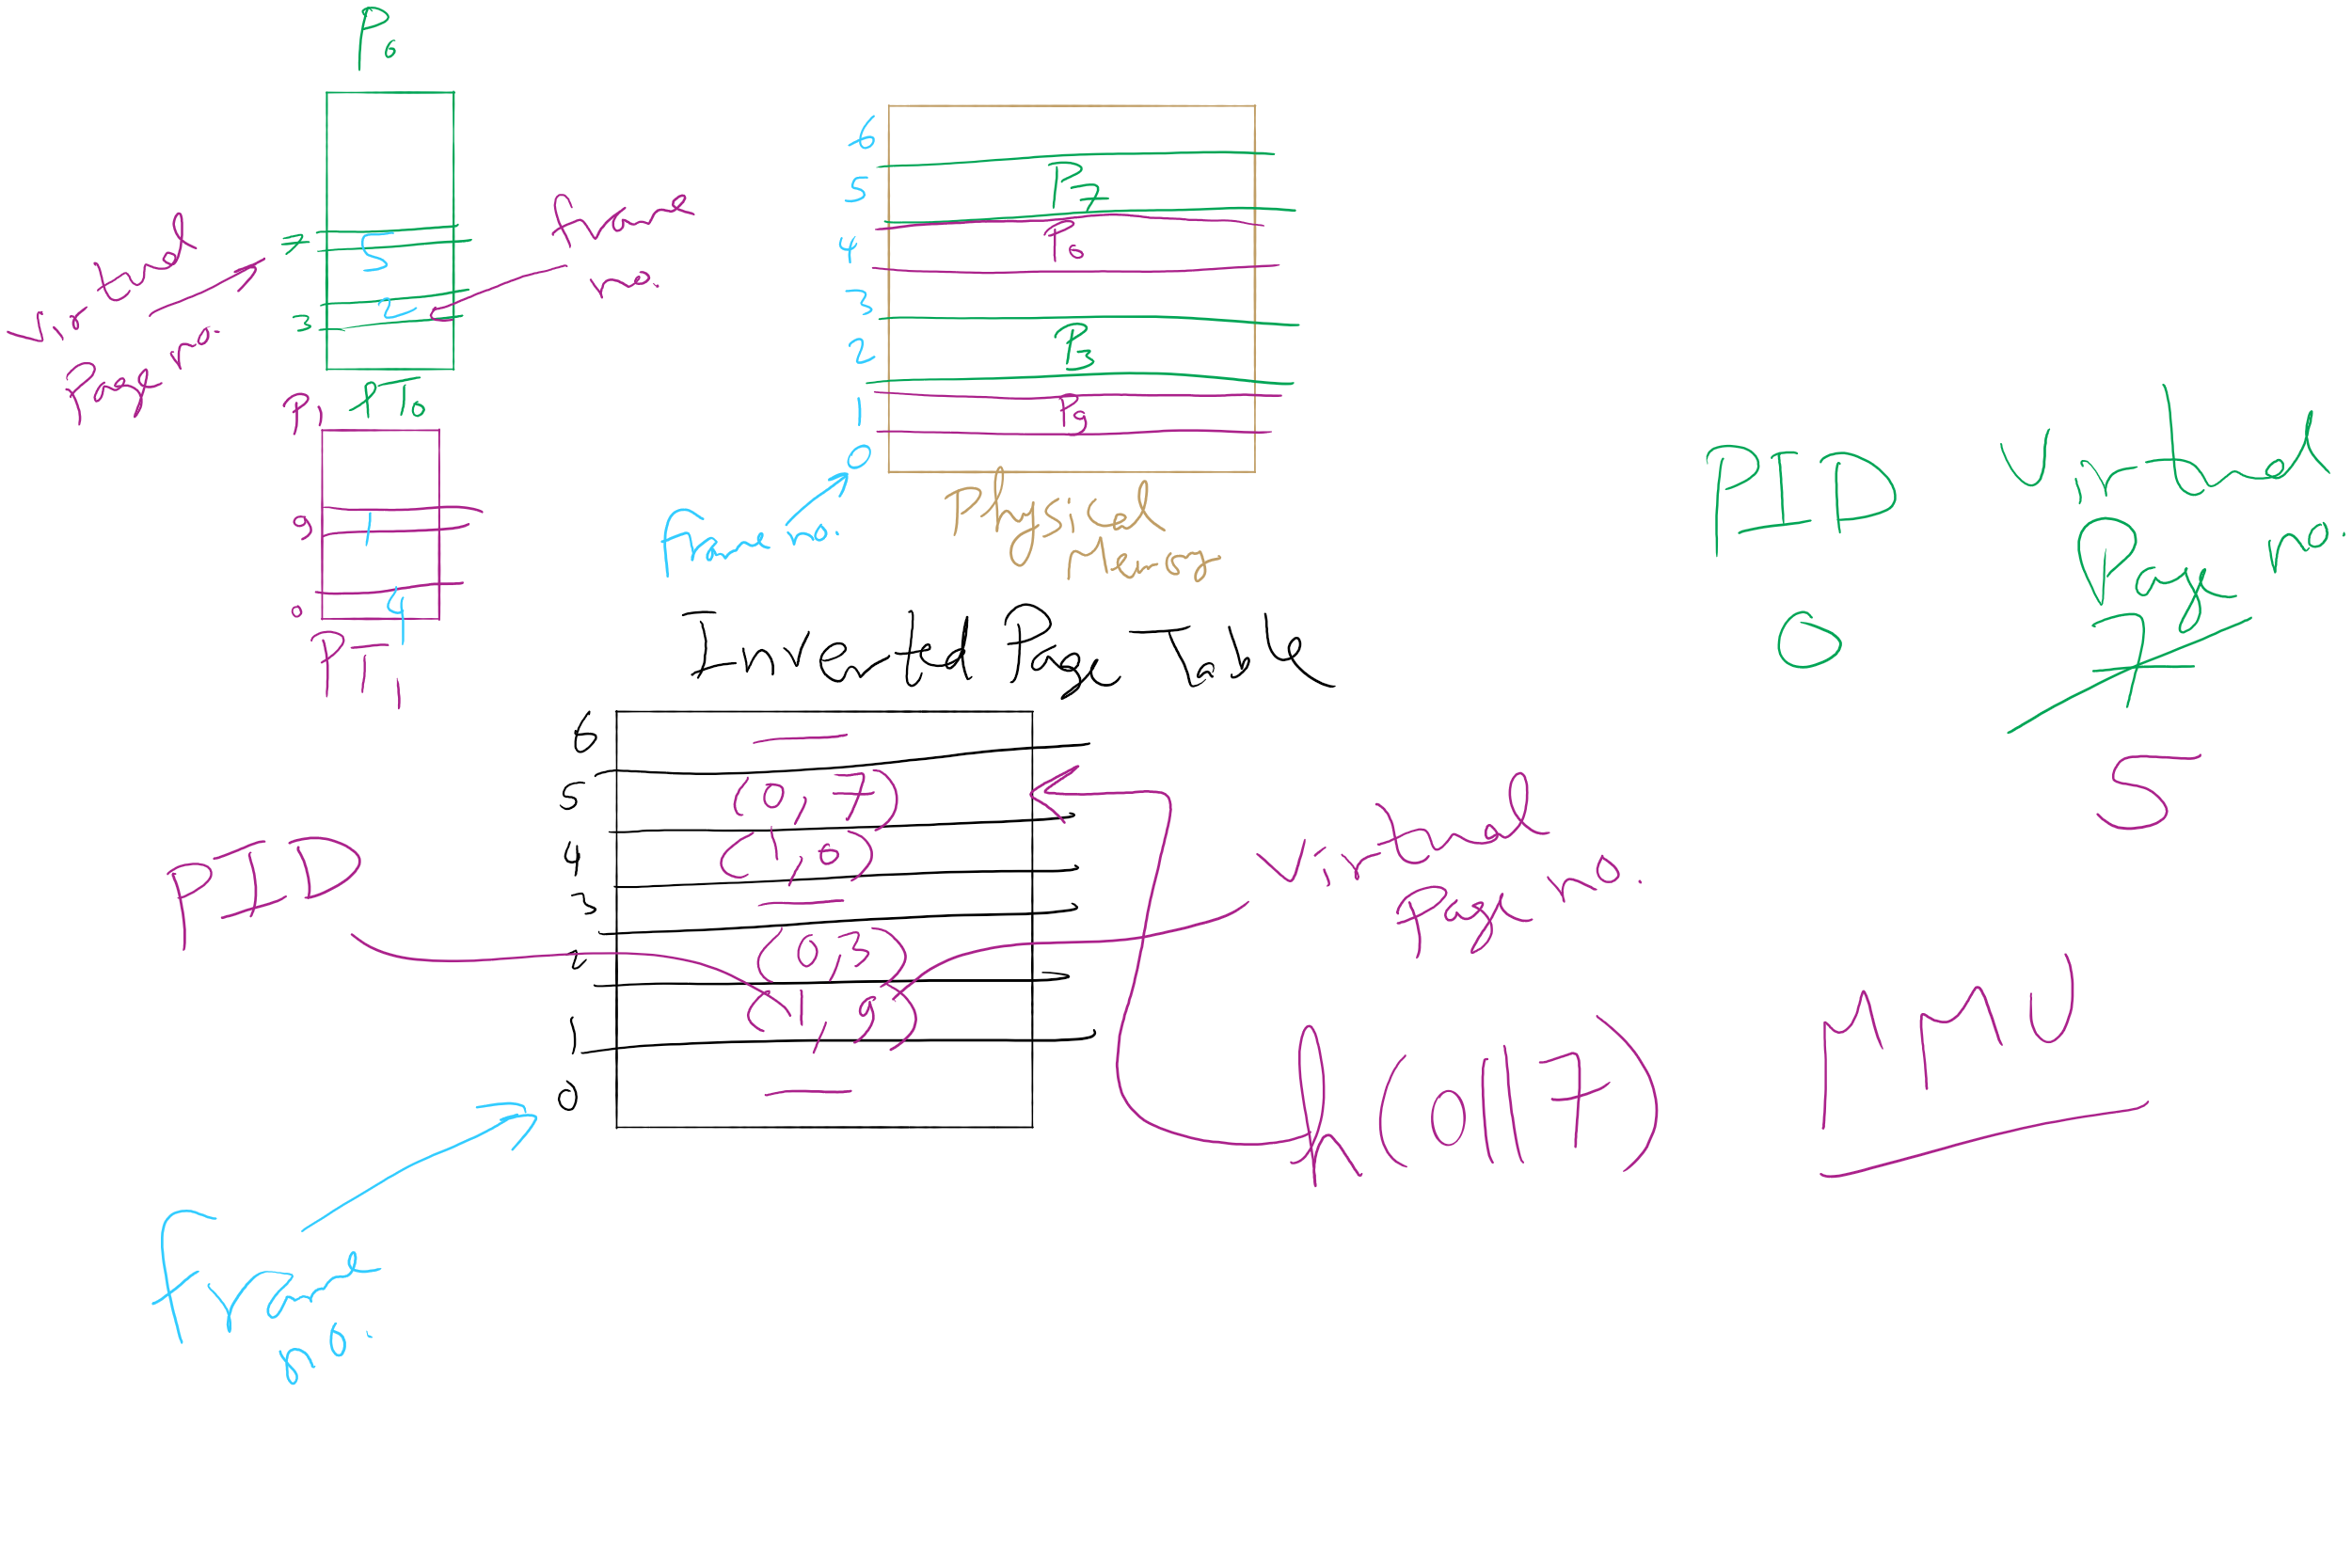 P0
Virtual
Page no.
7
5
3
2
frame
no.
PT0
P1
9
1
0
4
PT1
6
5
P7
4
P0
3
2
P3
1
P9
0
Frame no.
Physical
Memory
Inverted Page Table
6
—
5
(0, 7)
4
(1, 0)
3
—
2
(0, 3)
1
(1, 9)
0
—
PID
Frame
no.
Virtual
Page no.
h(0||7)
PID
Virtual
Page no.
0
7
5
MMU